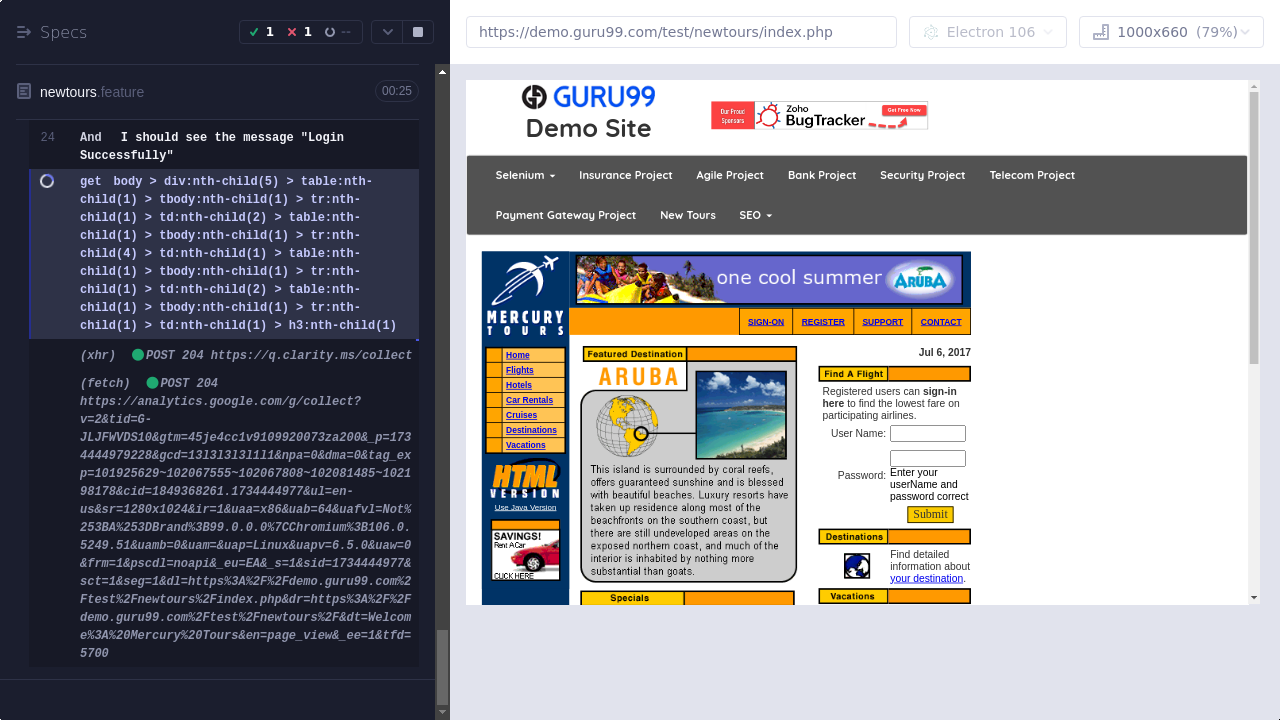 Specs
1
1
--
newtours.feature
00:25
24
And I should see the message "Login
Successfully"
get body > div:nth-child(5) > table:nth-
child(1) > tbody:nth-child(1) > tr:nth-
child(1) > td:nth-child(2) > table:nth-
child(1) > tbody:nth-child(1) > tr:nth-
child(4) > td:nth-child(1) > table:nth-
child(1) > tbody:nth-child(1) > tr:nth-
child(1) > td:nth-child(2) > table:nth-
child(1) > tbody:nth-child(1) > tr:nth-
child(1) > td:nth-child(1) > h3:nth-child(1)
(xhr) POST 204 https://q.clarity.ms/collect
(fetch) POST 204
https://analytics.google.com/g/collect?
v=2&tid=G-
JLJFWVDS10&gtm=45je4cc1v9109920073za200&_p=173
4444979228&gcd=13l3l3l3l1l1&npa=0&dma=0&tag_ex
p=101925629~102067555~102067808~102081485~1021
98178&cid=1849368261.1734444977&ul=en-
us&sr=1280x1024&ir=1&uaa=x86&uab=64&uafvl=Not%
253BA%253DBrand%3B99.0.0.0%7CChromium%3B106.0.
5249.51&uamb=0&uam=&uap=Linux&uapv=6.5.0&uaw=0
&frm=1&pscdl=noapi&_eu=EA&_s=1&sid=1734444977&
sct=1&seg=1&dl=https%3A%2F%2Fdemo.guru99.com%2
Ftest%2Fnewtours%2Findex.php&dr=https%3A%2F%2F
demo.guru99.com%2Ftest%2Fnewtours%2F&dt=Welcom
e%3A%20Mercury%20Tours&en=page_view&_ee=1&tfd=
5700
https://demo.guru99.com/test/newtours/index.php
Electron 106
1000x660 (79%)
GURU99
Demo Site
Our Proud
Sponsors
Zoho
BugTracker
Get Free Now
Selenium
Insurance Project
Agile Project
Bank Project
Security Project
Telecom Project
Payment Gateway Project
New Tours
SEO
MERCURY
TOURS
one cool summer
ARUBA
SIGN-ON
REGISTER
SUPPORT
CONTACT
Home
Flights
Hotels
Car Rentals
Cruises
Destinations
Vacations
HTML
VERSION
Use Java Version
SAVINGS!
Rent A Car
CLICK HERE
Featured Destination
ARUBA
This island is surrounded by coral reefs,
offers guaranteed sunshine and is blessed
with beautiful beaches. Luxury resorts have
taken up residence along most of the
beachfronts on the southern coast, but
there are still undeveloped areas on the
exposed northern coast, and much of the
interior is inhabited by nothing more
substantial than goats.
Specials
Jul 6, 2017
Find A Flight
Registered users can sign-in
here to find the lowest fare on
participating airlines.
User Name:
Password:
Enter your
userName and
password correct
Submit
Destinations
Find detailed
information about
your destination.
Vacations